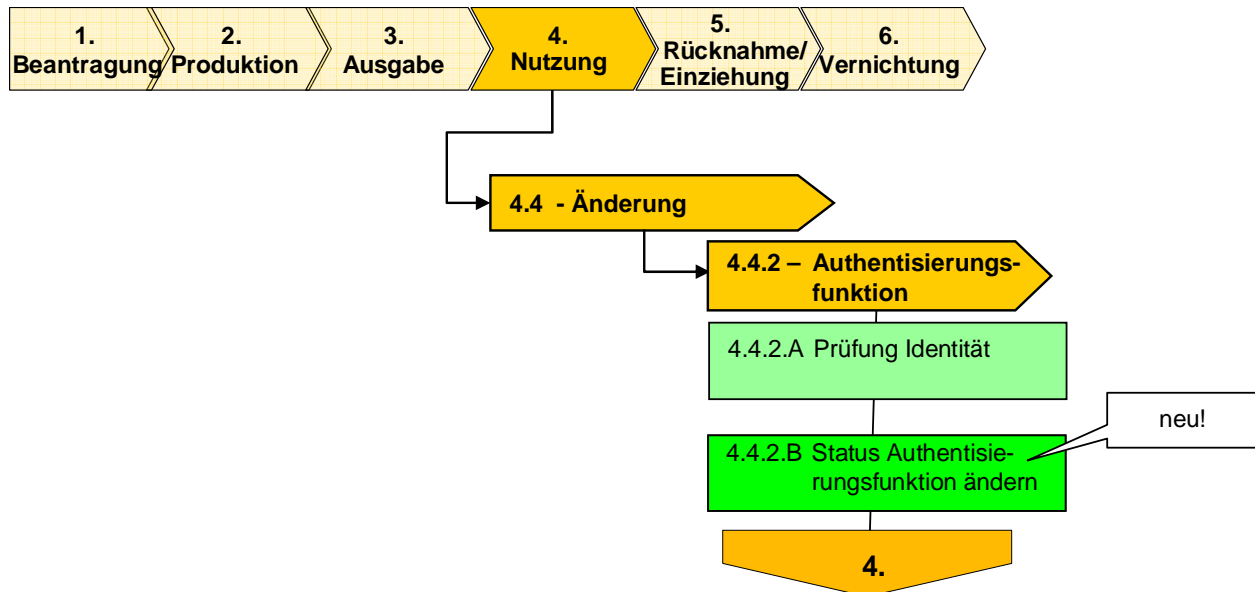 1.
Beantragung
2.
Produktion
3.
Ausgabe
4.
Nutzung
5.
Rücknahme/
Einziehung
6.
Vernichtung
4.4 - Änderung
4.4.2 – Authentisierungs-
funktion
4.4.2.A Prüfung Identität
neu!
4.4.2.B Status Authentisie-
rungsfunktion ändern
4.